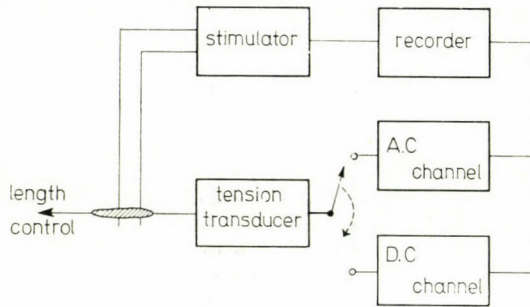 stimulator
recorder
A.C
channel
length
control
tension
transducer
D.C
channel